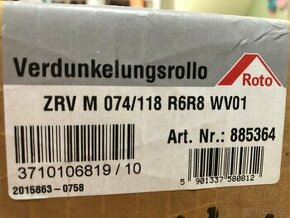 Verdunkelungsrollo
Roto
ZRV M 074/118 R6R8 WV01
Art. Nr.: 885364
3710106819 / 10
2015863-0758
5 901337 580812